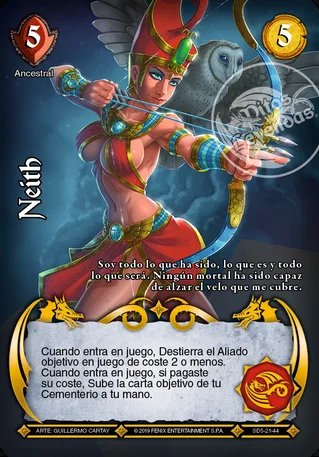 5
5
Ancestral
Mitos
Leyendas
Neith
Soy todo lo que ha sido, lo que es y todo
lo que será. Ningún mortal ha sido capaz
de alzar el velo que me cubre.
Cuando entra en juego, Destierra el Aliado
objetivo en juego de coste 2 o menos.
Cuando entra en juego, si pagaste
su coste, Sube la carta objetivo de tu
Cementerio a tu mano.
ARTE: GUILLERMO CARTAY
© 2019 FENIX ENTERTAINMENT S.P.A.
SD5-21-44